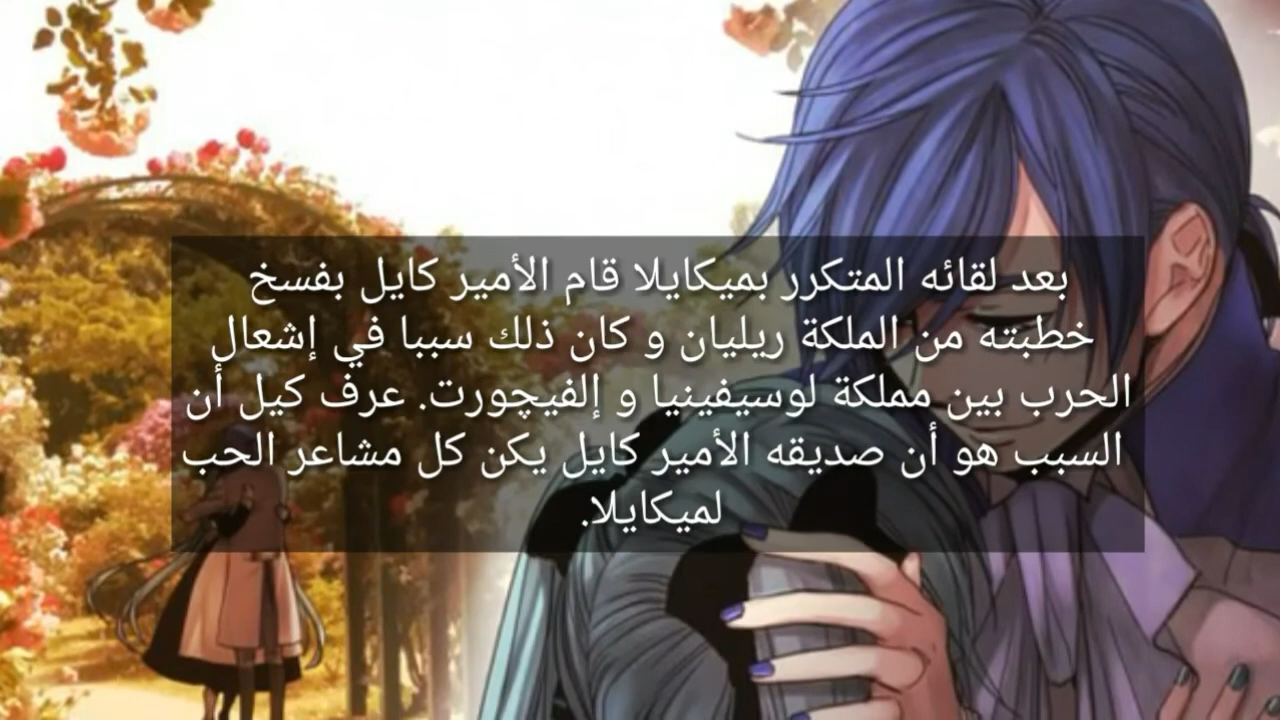 بعد لقائه المتكرر بميكايلا قام الأمير كايل بفسخ
خطبته من الملكة ريليان و كان ذلك سببا في إشعال
الحرب بين مملكة لوسيفينيا و إلفيچورت. عرف كيل أن
السبب هو أن صديقه الأمير كايل يكن كل مشاعر الحب
لميكايلا.